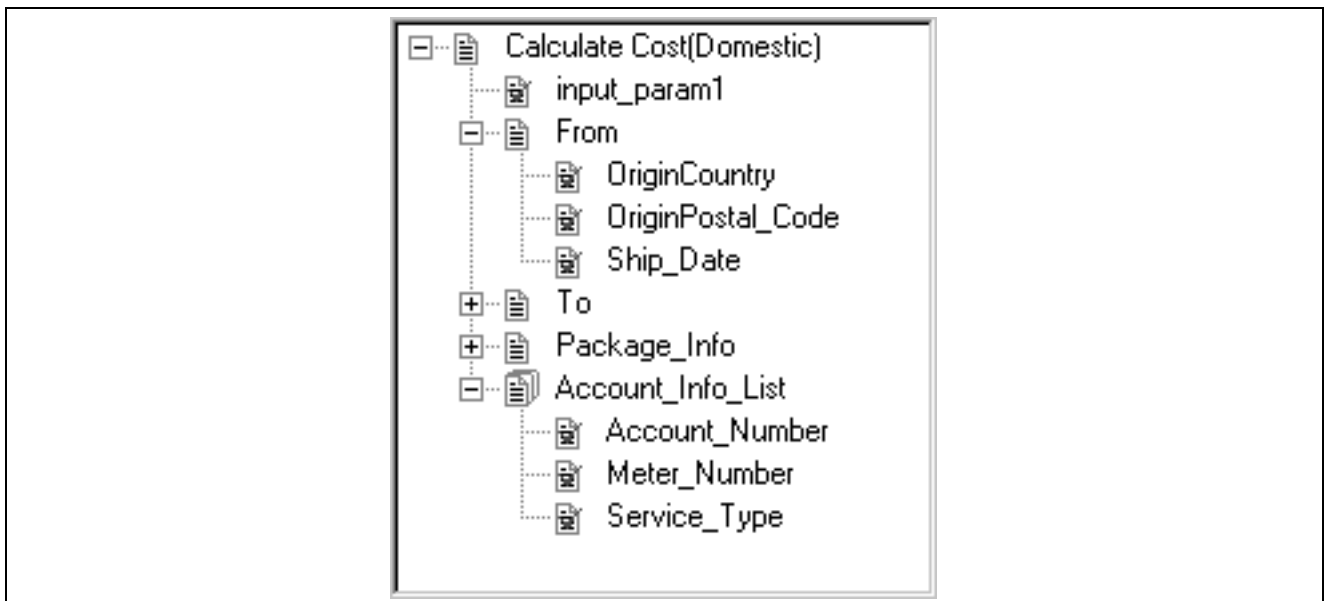 Calculate Cost(Domestic)
input_param1
From
OriginCountry
OriginPostal_Code
Ship_Date
To
Package_Info
Account_Info_List
Account_Number
Meter_Number
Service_Type